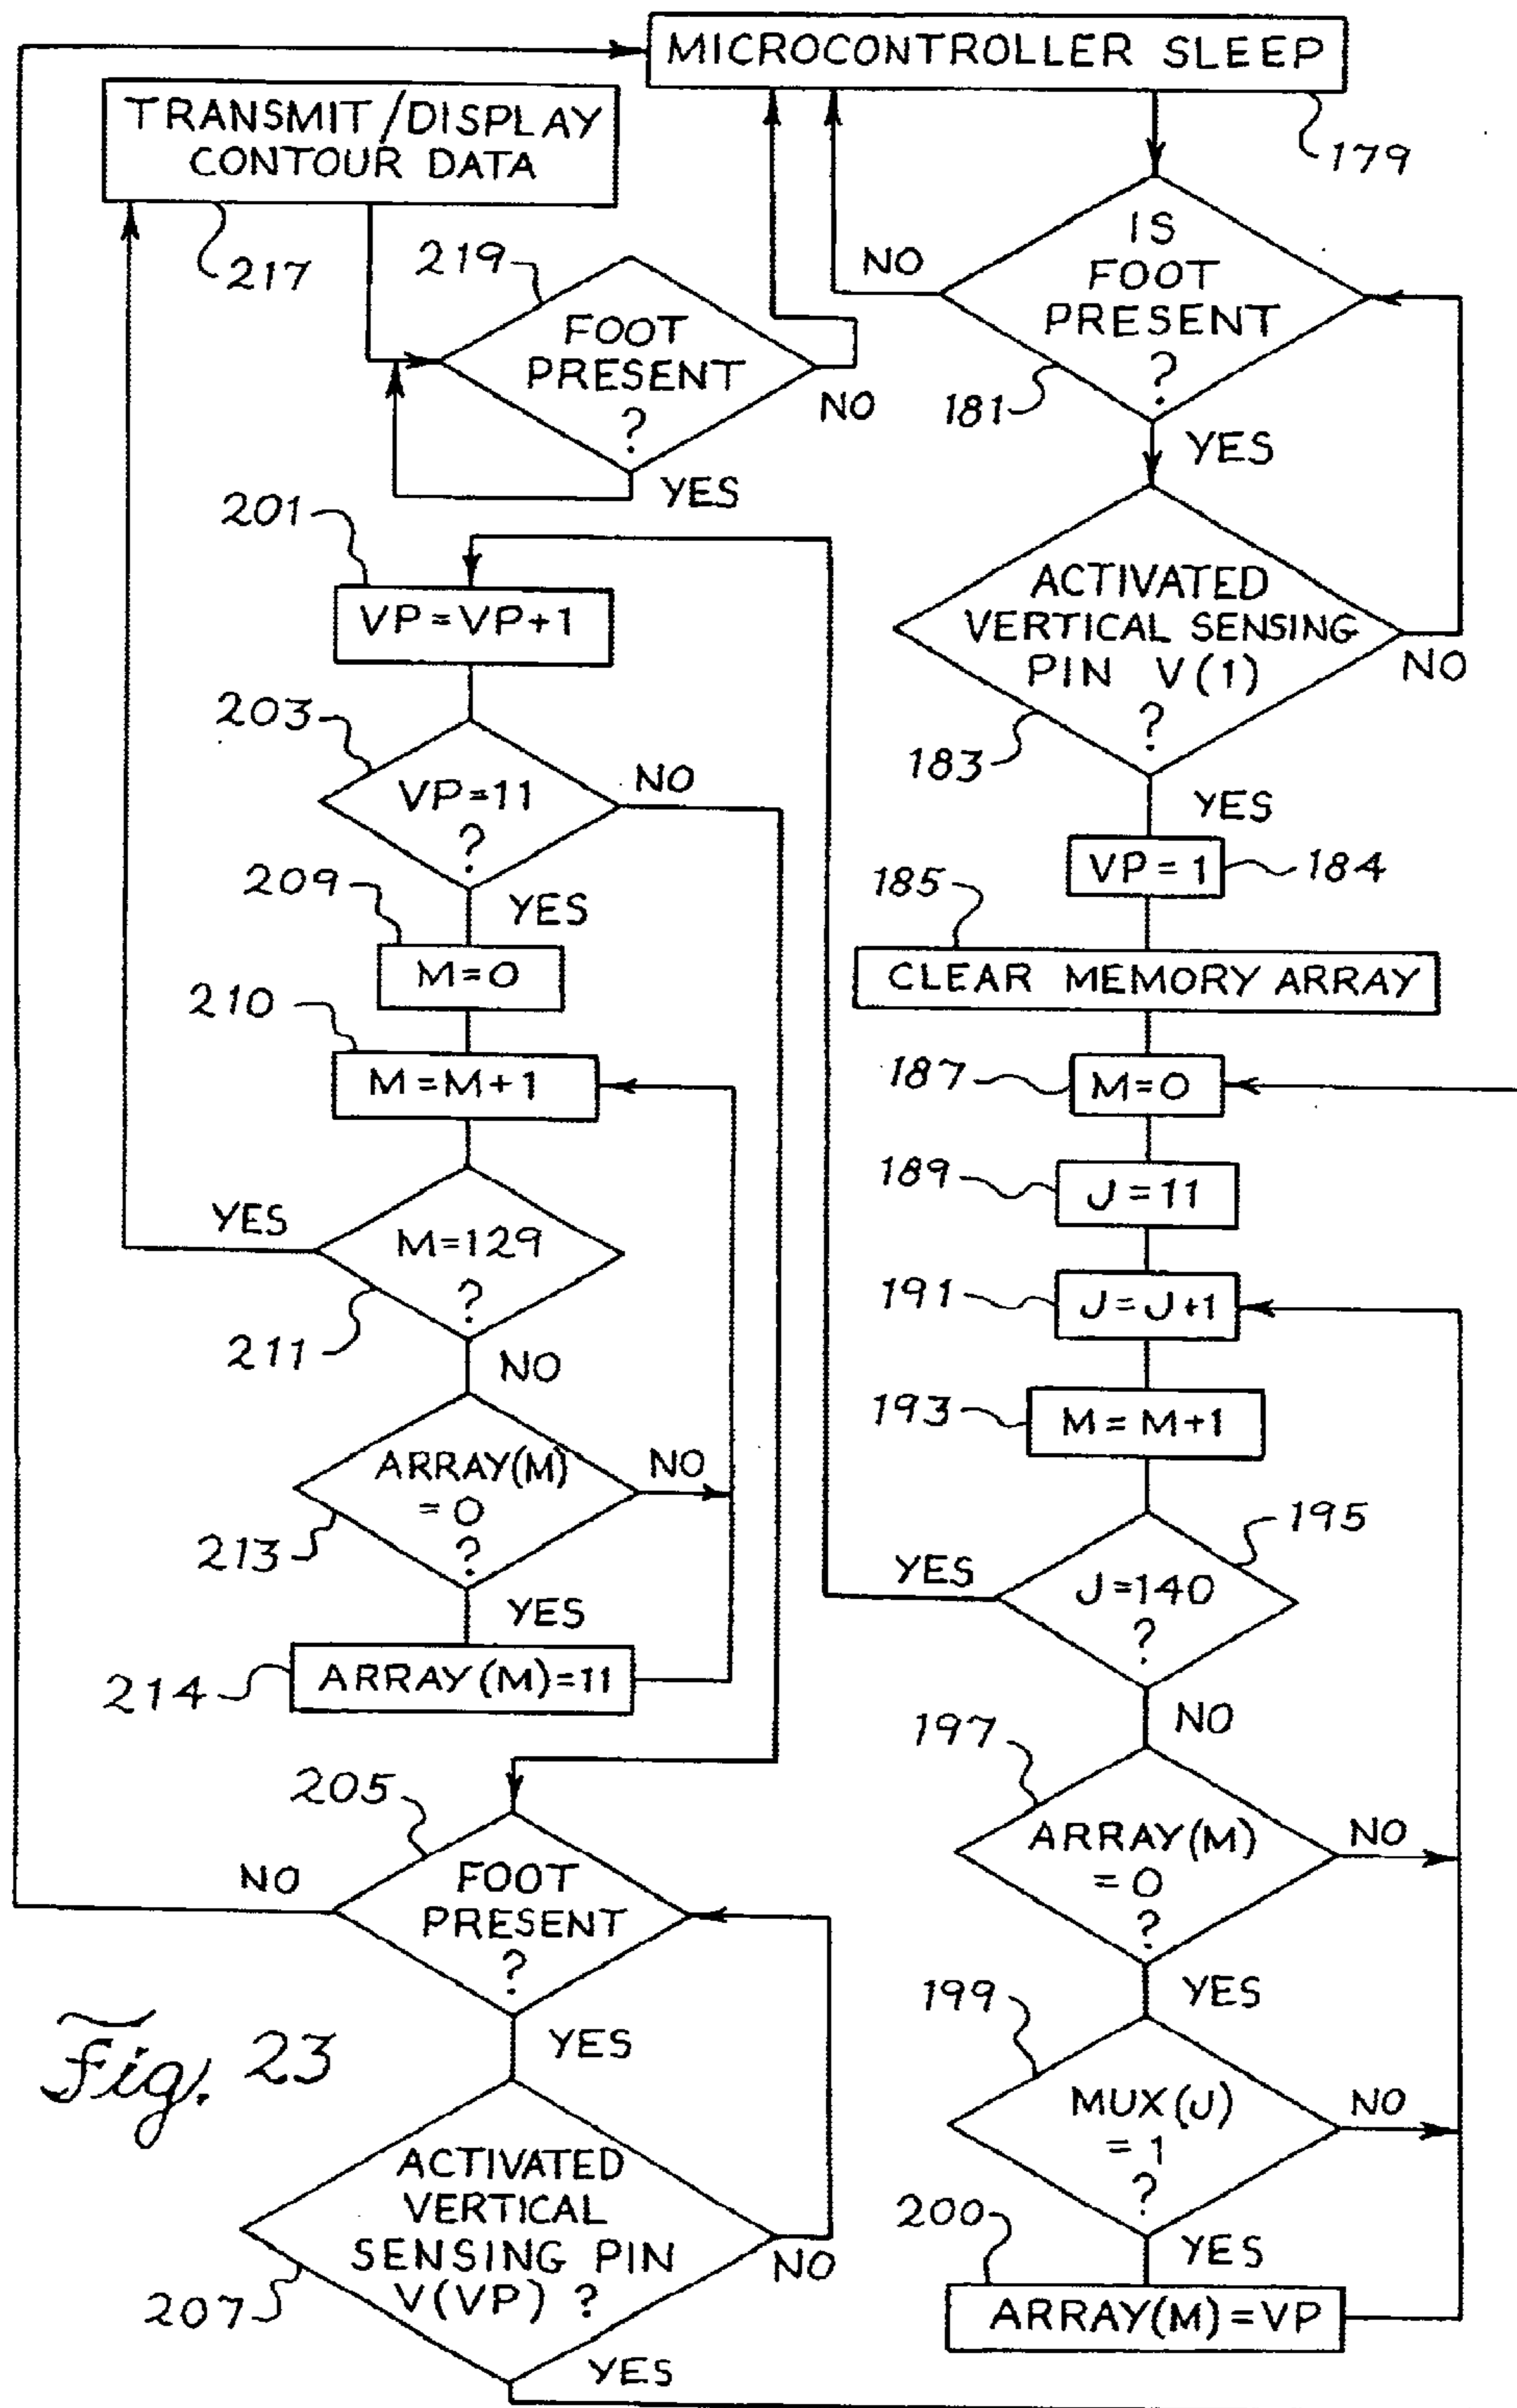 MICROCONTROLLER SLEEP
179
TRANSMIT/DISPLAY
CONTOUR DATA
217
219
FOOT
PRESENT
?
NO
YES
IS
FOOT
PRESENT
?
NO
181
YES
ACTIVATED
VERTICAL SENSING
PIN V(1)
?
NO
183
YES
VP=1
184
185
CLEAR MEMORY ARRAY
187
M=0
189
J=11
191
J=J+1
193
M=M+1
195
J=140
?
YES
NO
197
ARRAY(M)
=0
?
NO
YES
199
MUX(J)
=1
?
NO
YES
200
ARRAY(M)=VP
201
VP=VP+1
203
VP=11
?
NO
YES
209
M=0
210
M=M+1
YES
M=129
?
211
NO
ARRAY(M)
=0
?
NO
213
YES
214
ARRAY(M)=11
205
NO
FOOT
PRESENT
?
YES
ACTIVATED
VERTICAL
SENSING PIN
V(VP) ?
NO
207
YES
Fig. 23